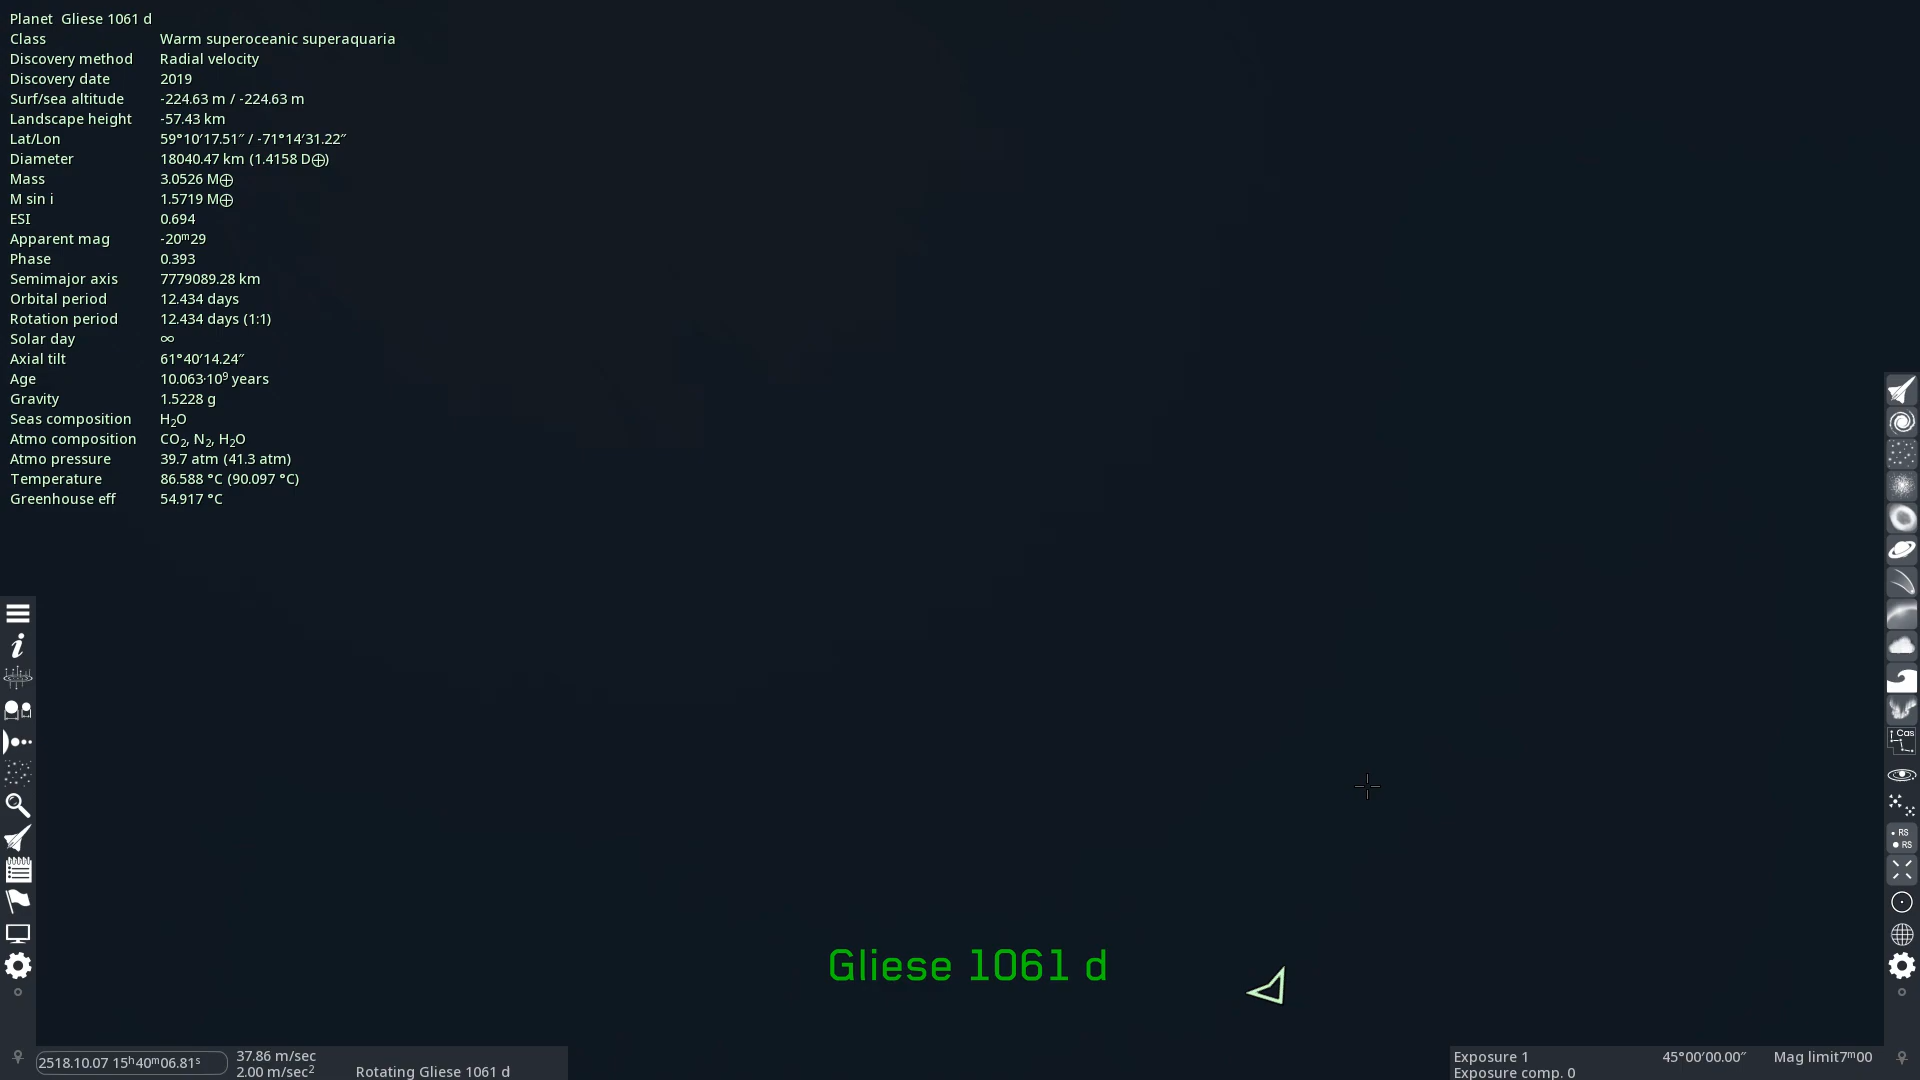 Planet  Gliese 1061 d
Class Warm superoceanic superaquaria
Discovery method Radial velocity
Discovery date 2019
Surf/sea altitude -224.63 m / -224.63 m
Landscape height -57.43 km
Lat/Lon 59°10′17.51″ / -71°14′31.22″
Diameter 18040.47 km (1.4158 D⊕)
Mass 3.0526 M⊕
M sin i 1.5719 M⊕
ESI 0.694
Apparent mag -20ᵐ29
Phase 0.393
Semimajor axis 7779089.28 km
Orbital period 12.434 days
Rotation period 12.434 days (1:1)
Solar day ∞
Axial tilt 61°40′14.24″
Age 10.063·10⁹ years
Gravity 1.5228 g
Seas composition H₂O
Atmo composition CO₂, N₂, H₂O
Atmo pressure 39.7 atm (41.3 atm)
Temperature 86.588 °C (90.097 °C)
Greenhouse eff 54.917 °C
Cas
RS
RS
Gliese 1061 d
2518.10.07 15ʰ40ᵐ06.81ˢ
37.86 m/sec
2.00 m/sec²
Rotating Gliese 1061 d
Exposure 1
45°00′00.00″
Mag limit7ᵐ00
Exposure comp. 0